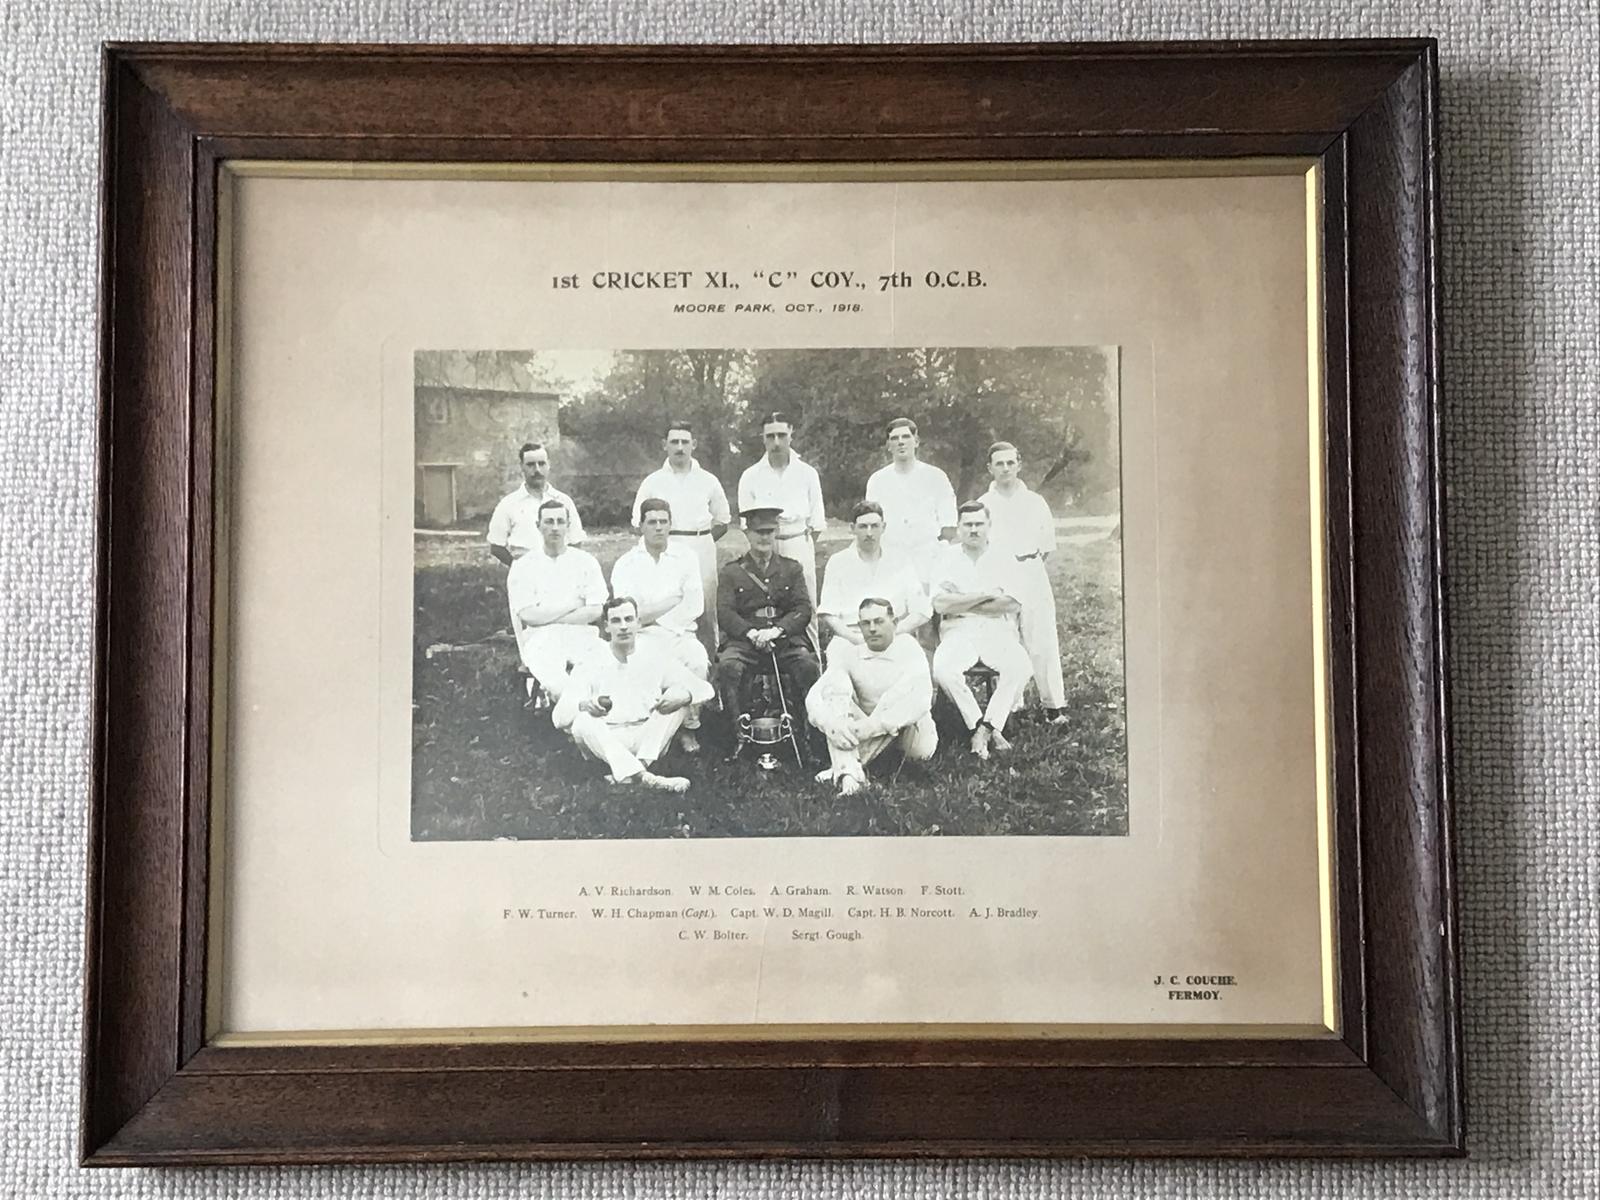 1st CRICKET XI., “C” COY., 7th O.C.B.
MOORE PARK, OCT., 1918.
A. V. Richardson. W. M. Coles. A. Graham. R. Watson. F. Stott.
F. W. Turner. W. H. Chapman (Capt.). Capt. W. D. Magill. Capt. H. B. Norcott. A. J. Bradley.
C. W. Bolter. Sergt. Gough.
J. C. COUCHE,
FERMOY.